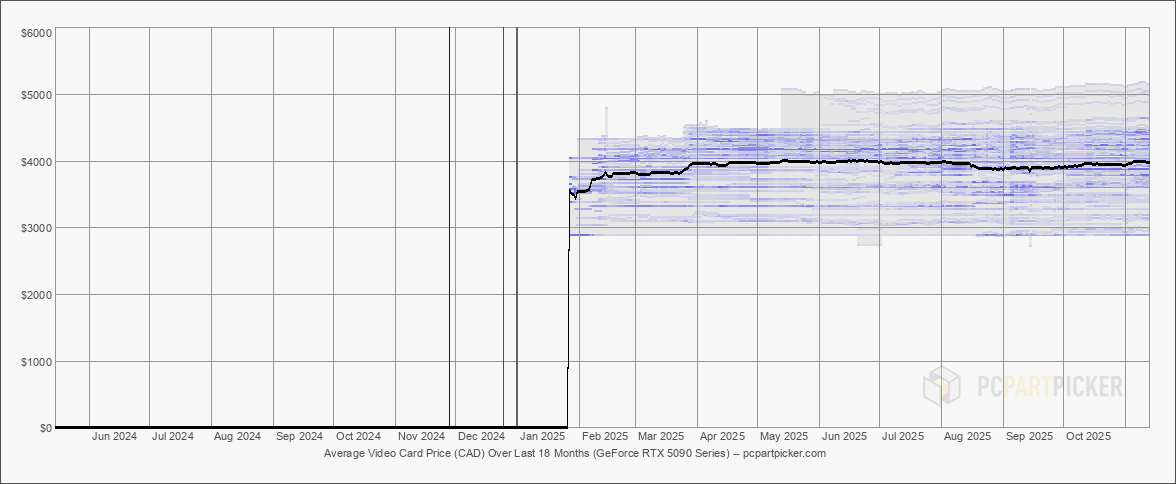 $6000
$5000
$4000
$3000
$2000
$1000
$0
Jun 2024 Jul 2024 Aug 2024 Sep 2024 Oct 2024 Nov 2024 Dec 2024 Jan 2025 Feb 2025 Mar 2025 Apr 2025 May 2025 Jun 2025 Jul 2025 Aug 2025 Sep 2025 Oct 2025
Average Video Card Price (CAD) Over Last 18 Months (GeForce RTX 5090 Series) -- pcpartpicker.com
PCPARTPICKER